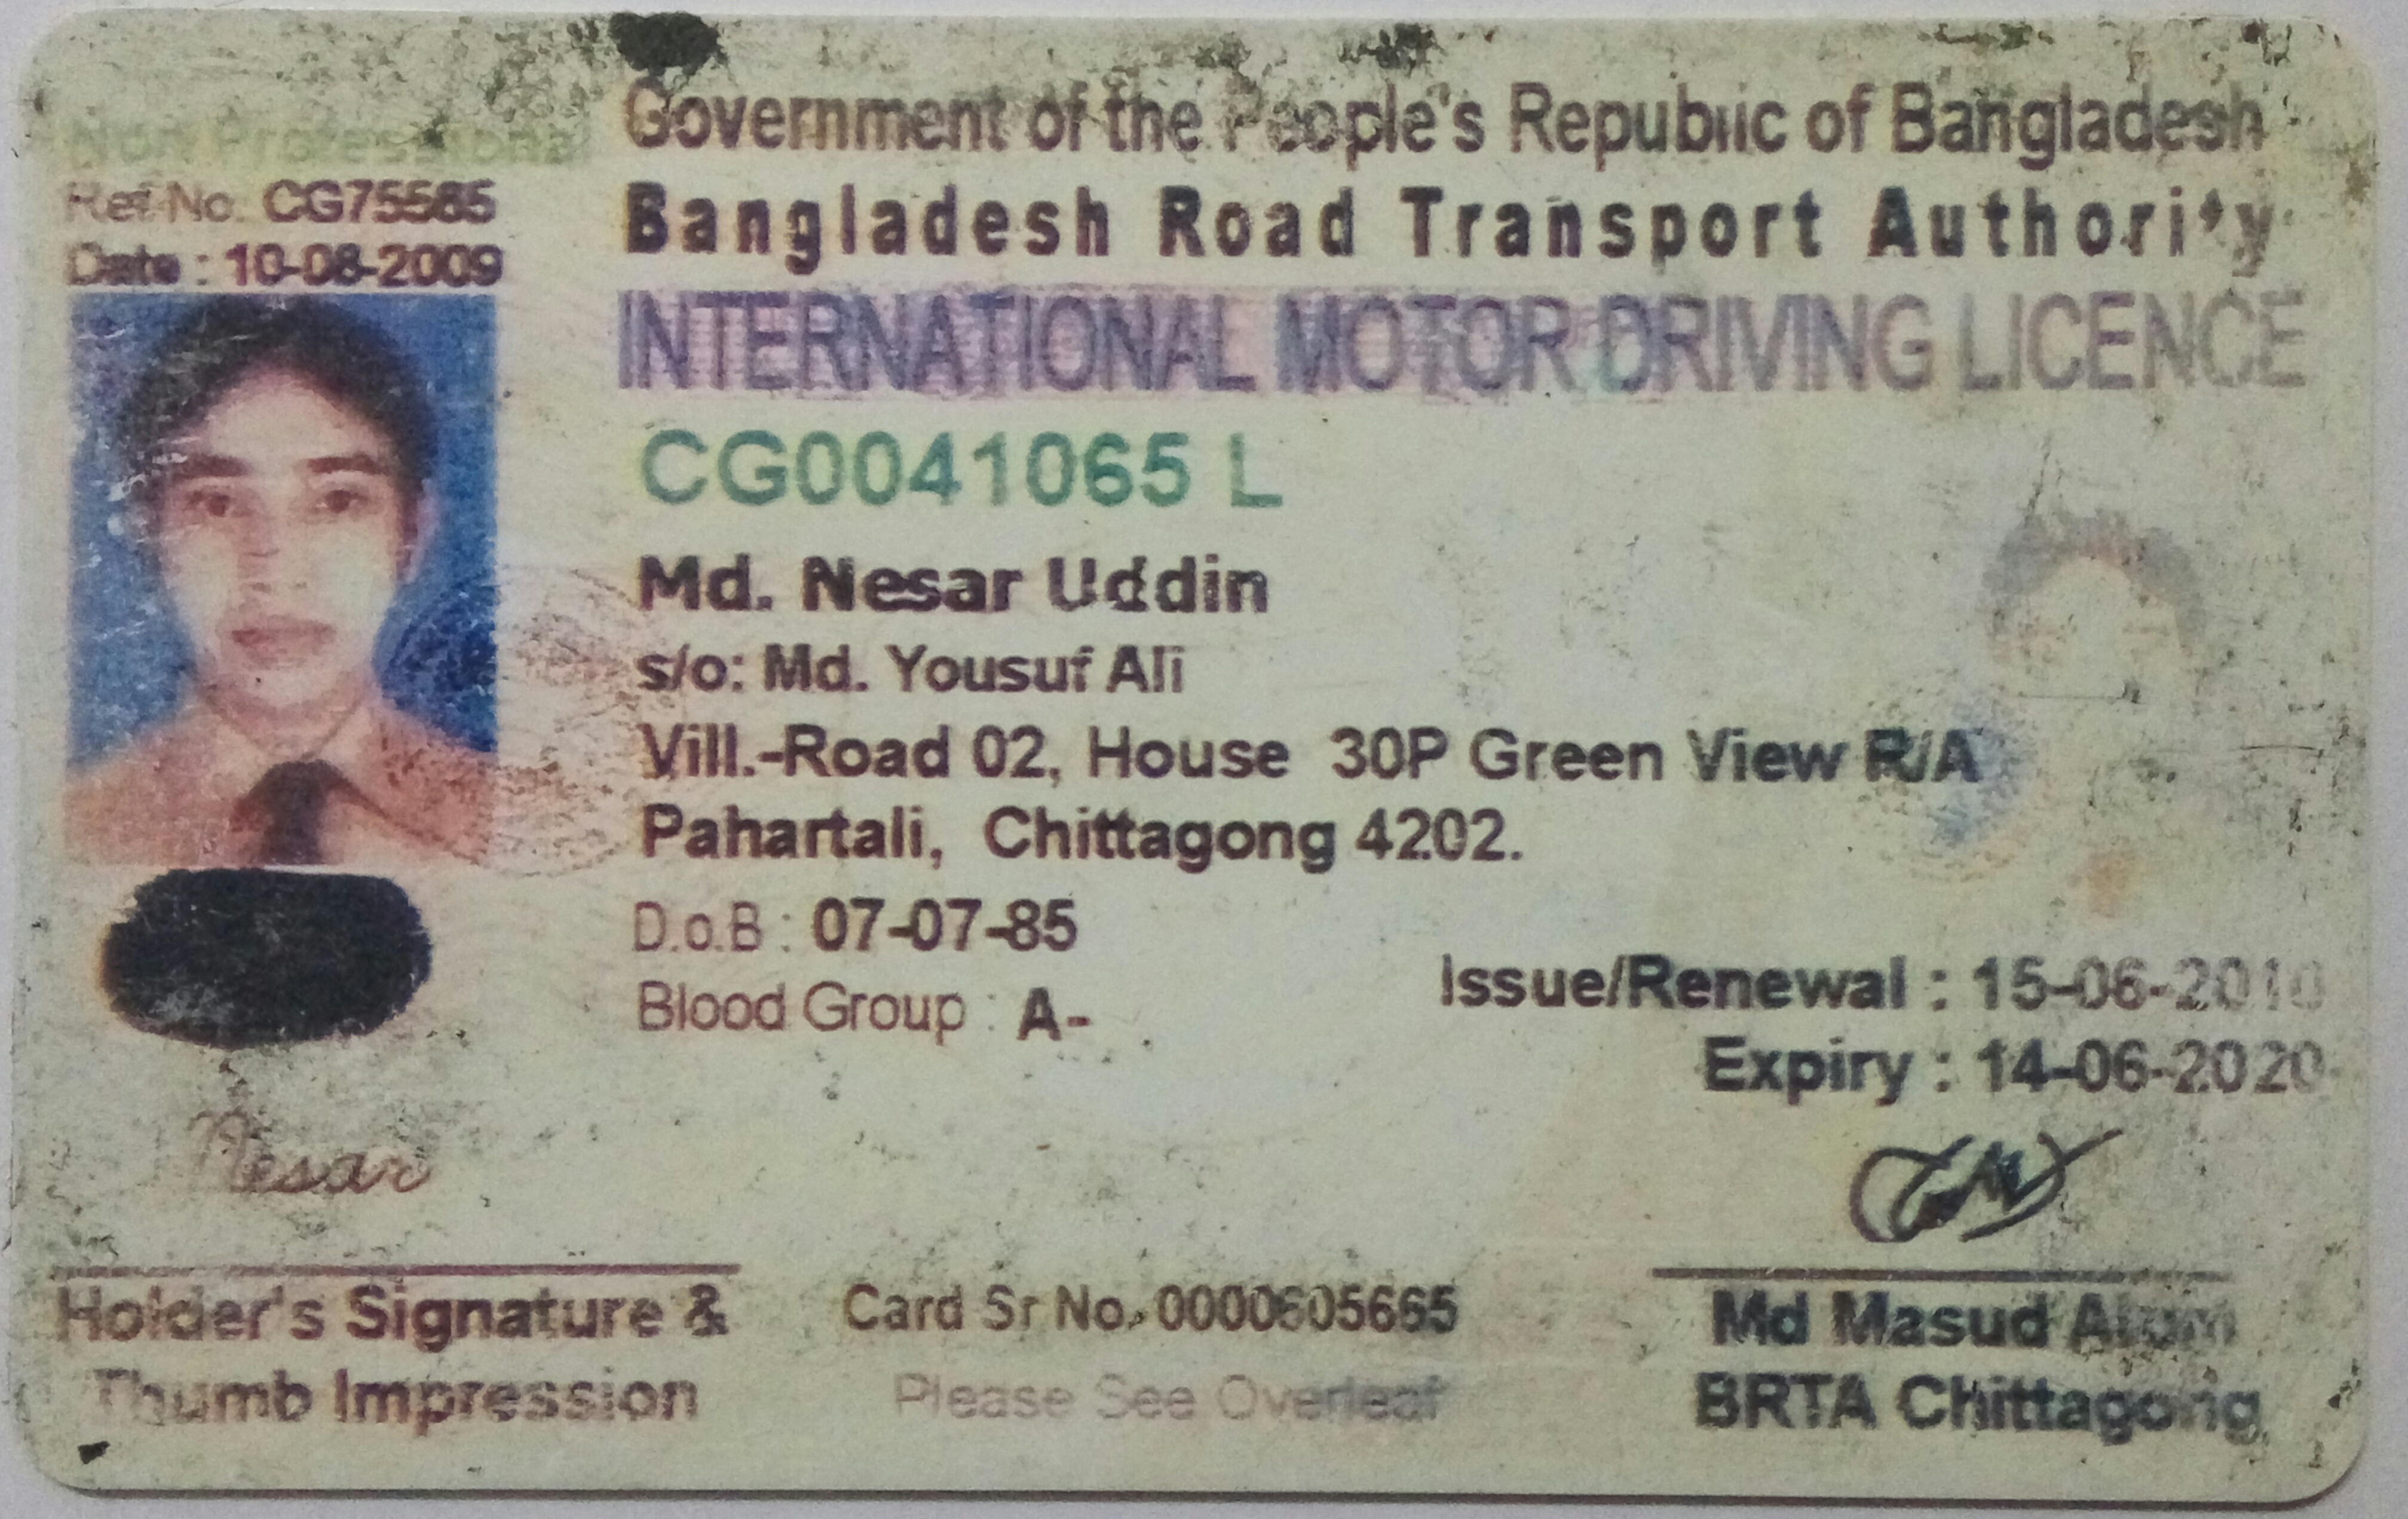 Government of the People's Republic of Bangladesh
Non Professional
Ref No. CG75585
Bangladesh Road Transport Authority
Date : 10-08-2009
INTERNATIONAL MOTOR DRIVING LICENCE
CG0041065 L
Md. Nesar Uddin
s/o: Md. Yousuf Ali
Vill.-Road 02, House 30P Green View R/A
Pahartali, Chittagong 4202.
D.o.B : 07-07-85
Blood Group : A-
Issue/Renewal : 15-06-2010
Expiry : 14-06-2020
Nesar
Holder's Signature &
Thumb Impression
Card Sr No. 0000605665
Please See Overleaf
Md Masud Alam
BRTA Chittagong